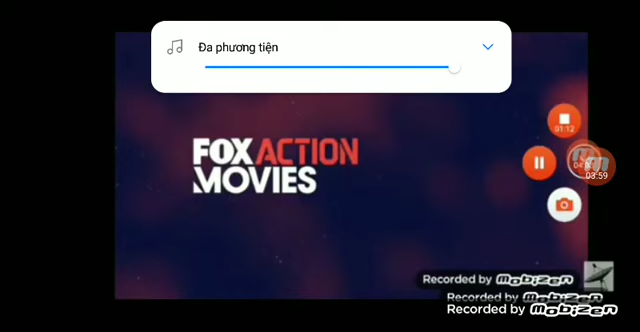 Đa phương tiện
FOX ACTION
MOVIES
01:12
03:59
Recorded by Mobizen
Recorded by Mobizen
Recorded by Mobizen